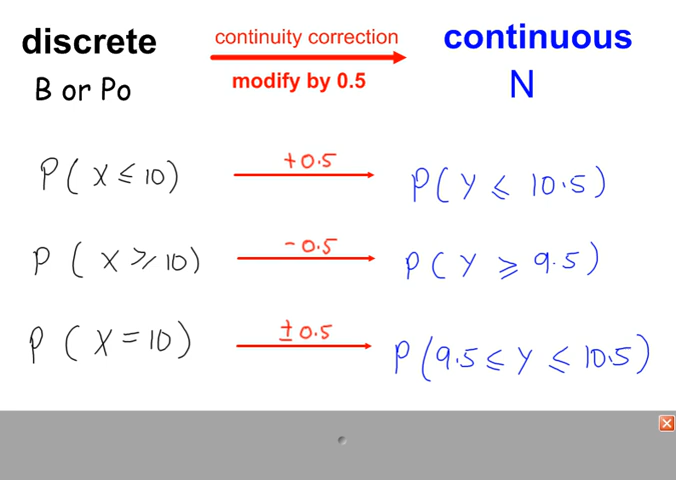 discrete continuity correction continuous
B or Po modify by 0.5 N
P( X ≤ 10) +0.5 P( Y ≤ 10.5)
P ( X ≥ 10) -0.5 P( Y ≥ 9.5)
P ( X = 10) ±0.5 P(9.5 ≤ Y ≤ 10.5)